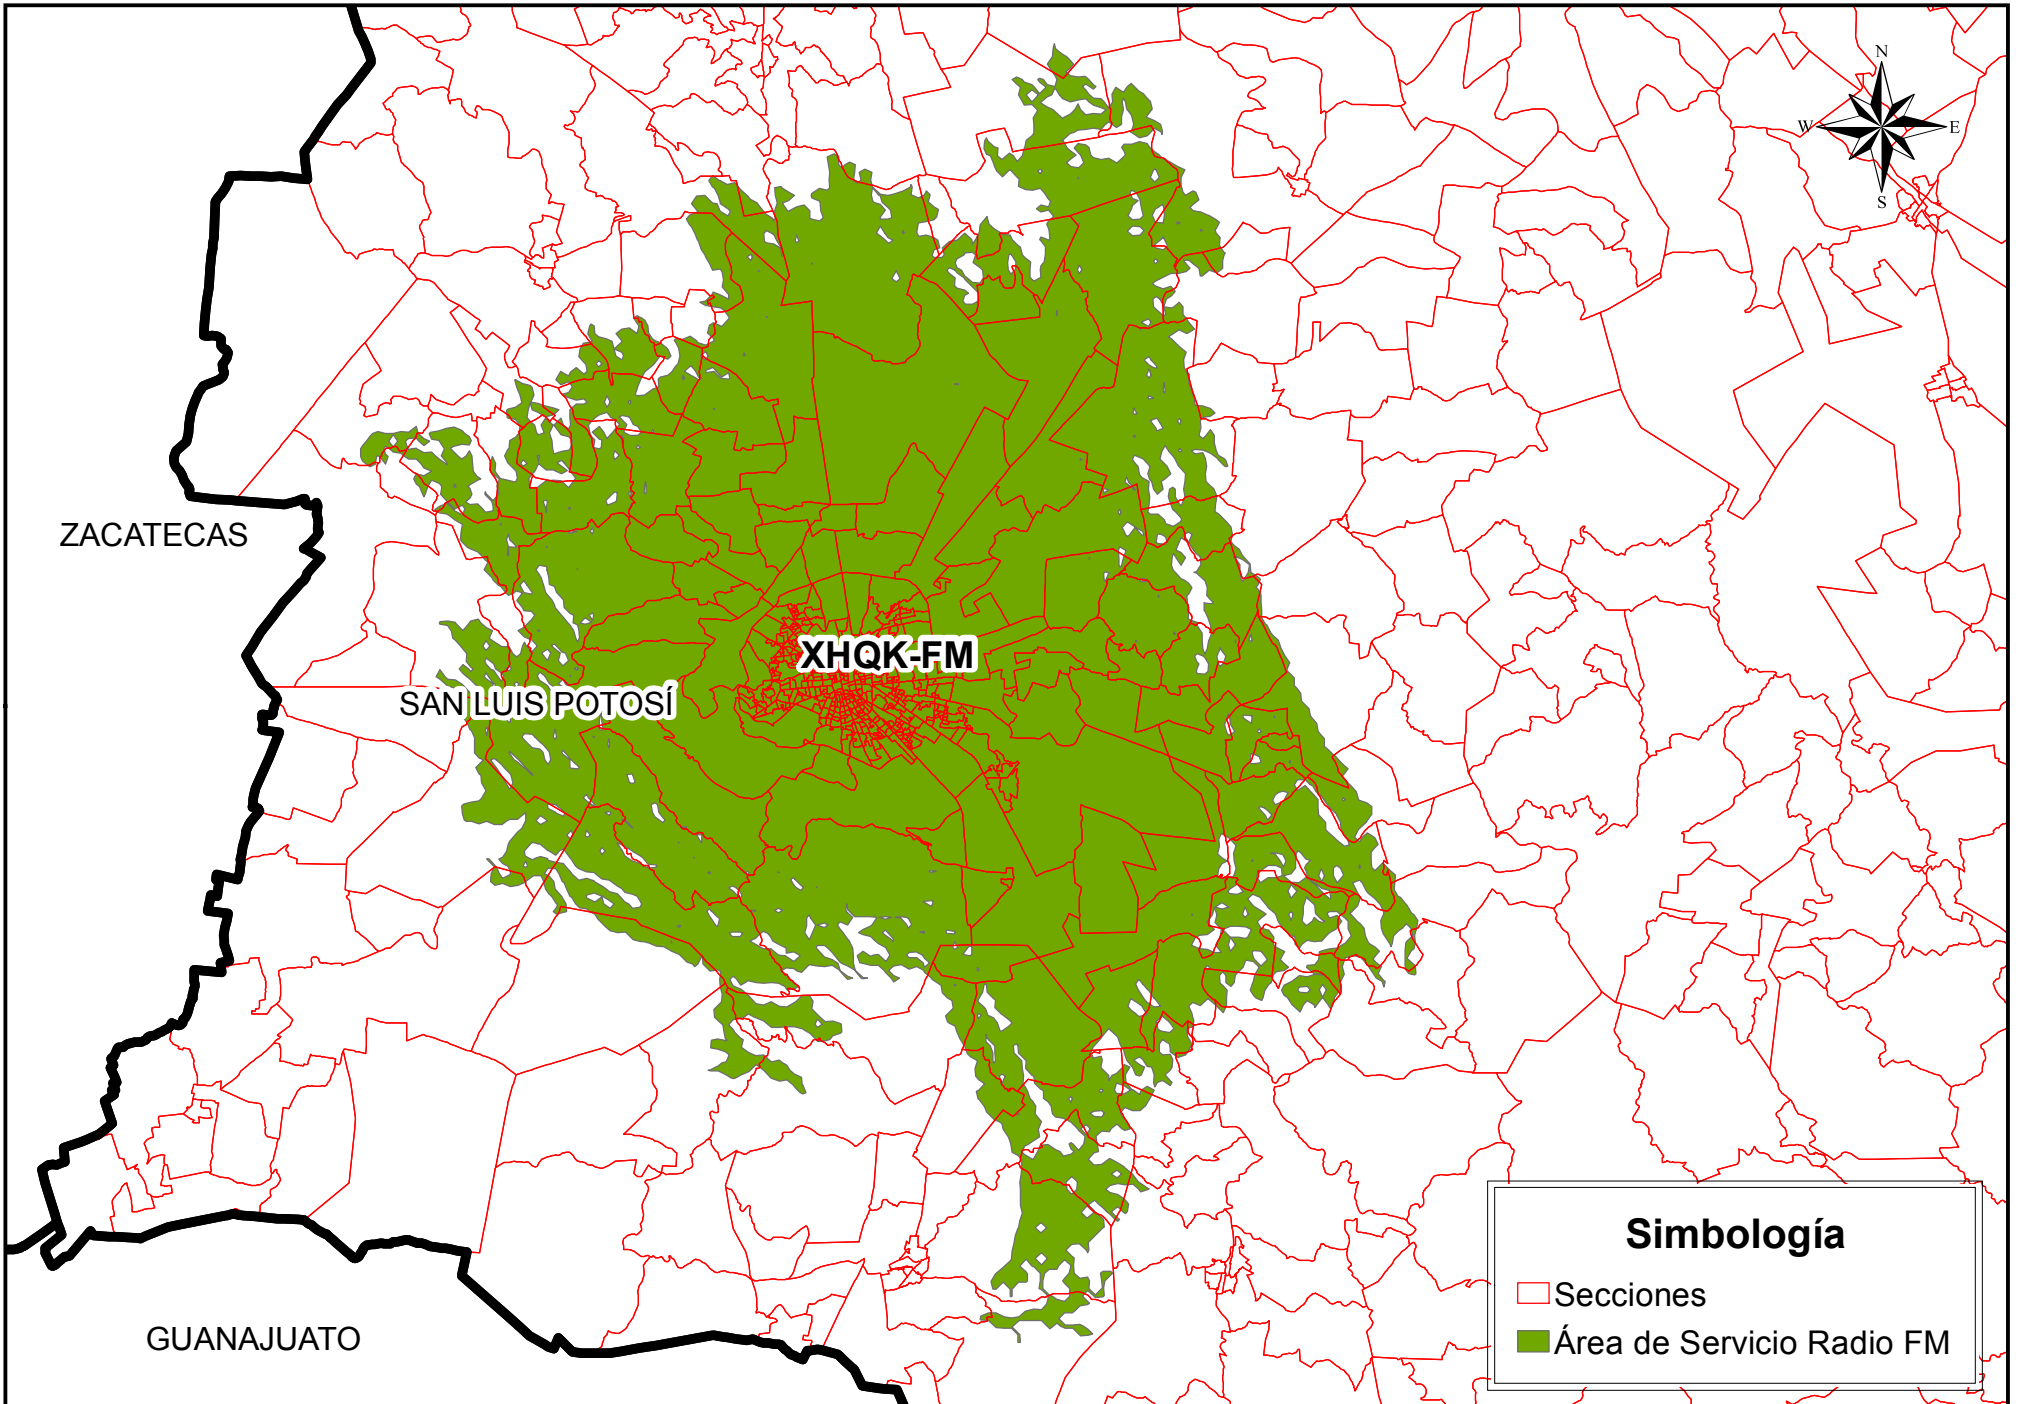 N
W E
S
ZACATECAS
XHQK-FM
SAN LUIS POTOSÍ
GUANAJUATO
Simbología
Secciones
Área de Servicio Radio FM